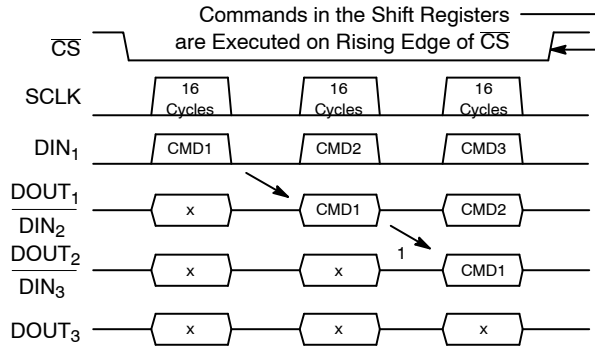 Commands in the Shift Registers
are Executed on Rising Edge of CS
CS
SCLK
16
Cycles
16
Cycles
16
Cycles
DIN1
CMD1
CMD2
CMD3
DOUT1
DIN2
x
CMD1
CMD2
DOUT2
DIN3
x
x
1
CMD1
DOUT3
x
x
x